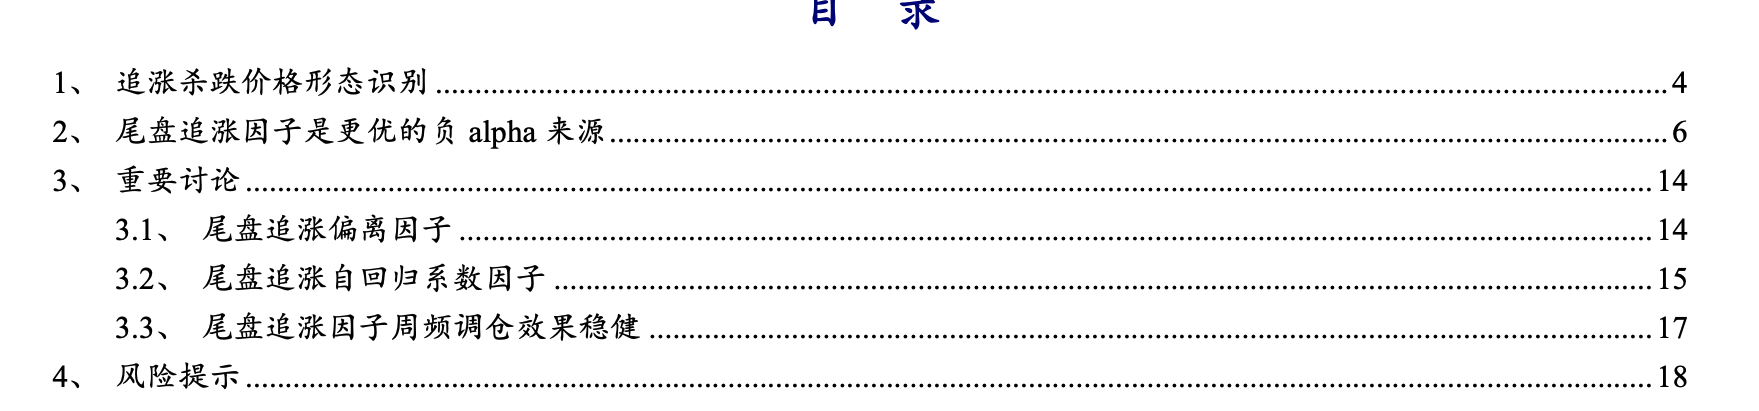 目 录
1、 追涨杀跌价格形态识别 ........ 4
2、 尾盘追涨因子是更优的负 alpha 来源 ........ 6
3、 重要讨论 ........ 14
3.1、 尾盘追涨偏离因子 ........ 14
3.2、 尾盘追涨自回归系数因子 ........ 15
3.3、 尾盘追涨因子周频调仓效果稳健 ........ 17
4、 风险提示 ........ 18